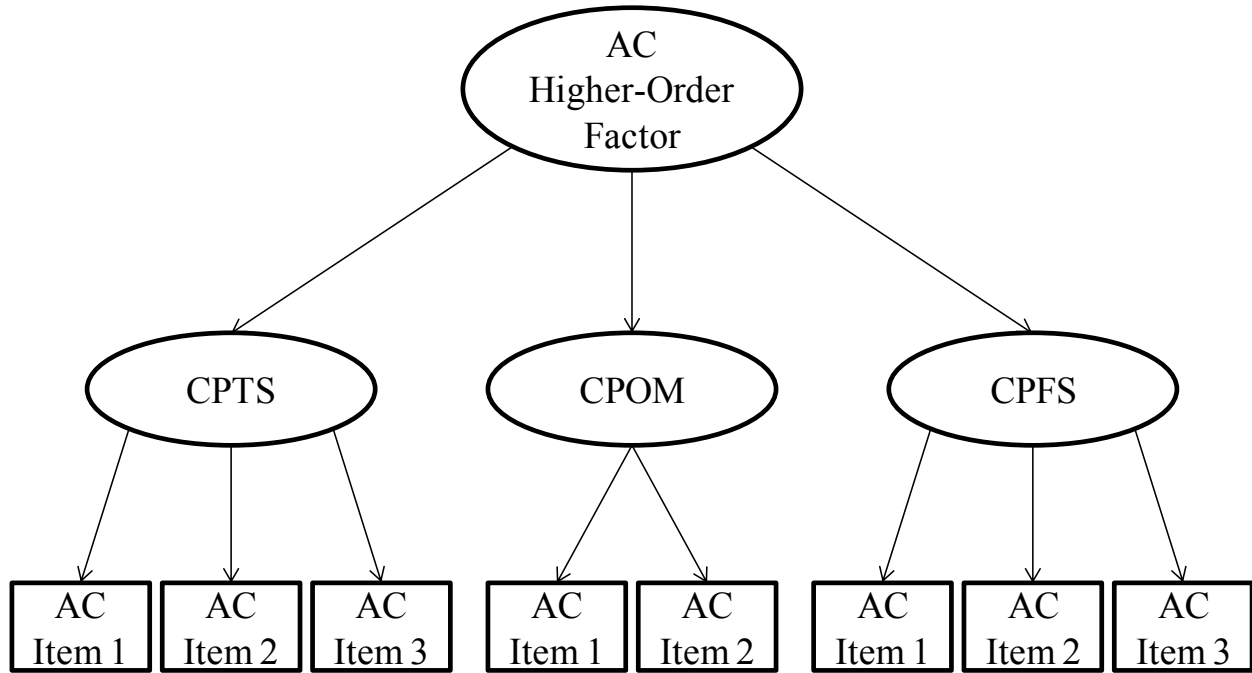 AC
Higher-Order
Factor
CPTS
CPOM
CPFS
AC
Item 1
AC
Item 2
AC
Item 3
AC
Item 1
AC
Item 2
AC
Item 1
AC
Item 2
AC
Item 3